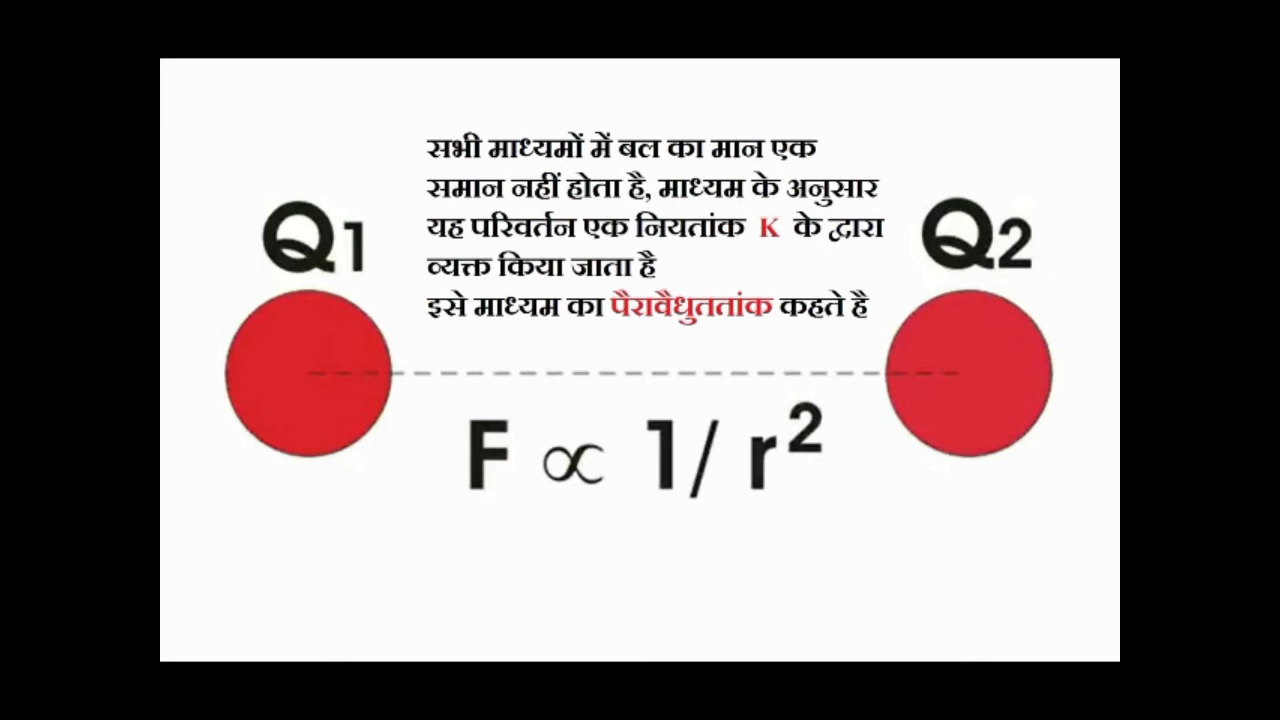 सभी माध्यमों में बल का मान एक
समान नहीं होता है, माध्यम के अनुसार
यह परिवर्तन एक नियतांक K के द्वारा
व्यक्त किया जाता है
इसे माध्यम का पैरावैधुततांक कहते है
Q1
Q2
F ∝ 1/ r²